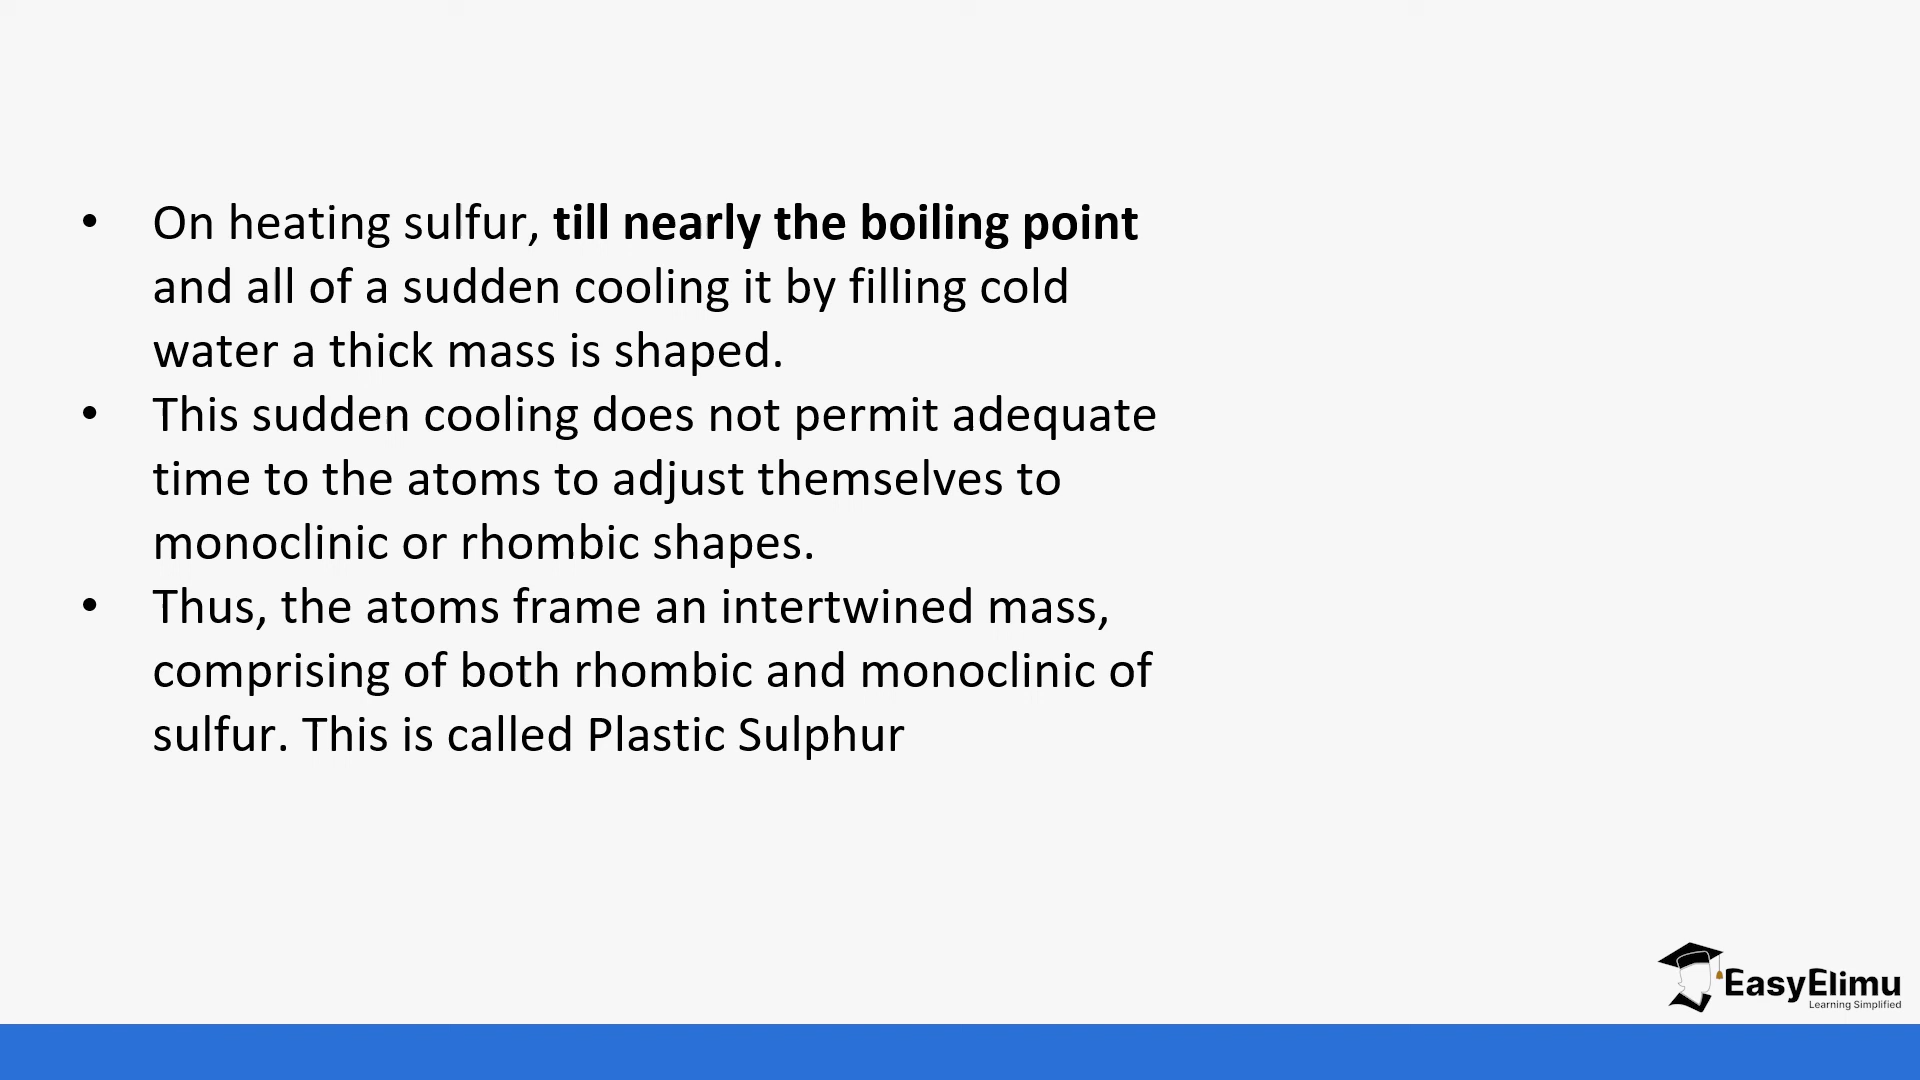 • On heating sulfur, till nearly the boiling point
and all of a sudden cooling it by filling cold
water a thick mass is shaped.
• This sudden cooling does not permit adequate
time to the atoms to adjust themselves to
monoclinic or rhombic shapes.
• Thus, the atoms frame an intertwined mass,
comprising of both rhombic and monoclinic of
sulfur. This is called Plastic Sulphur
EasyElimu
Learning Simplified